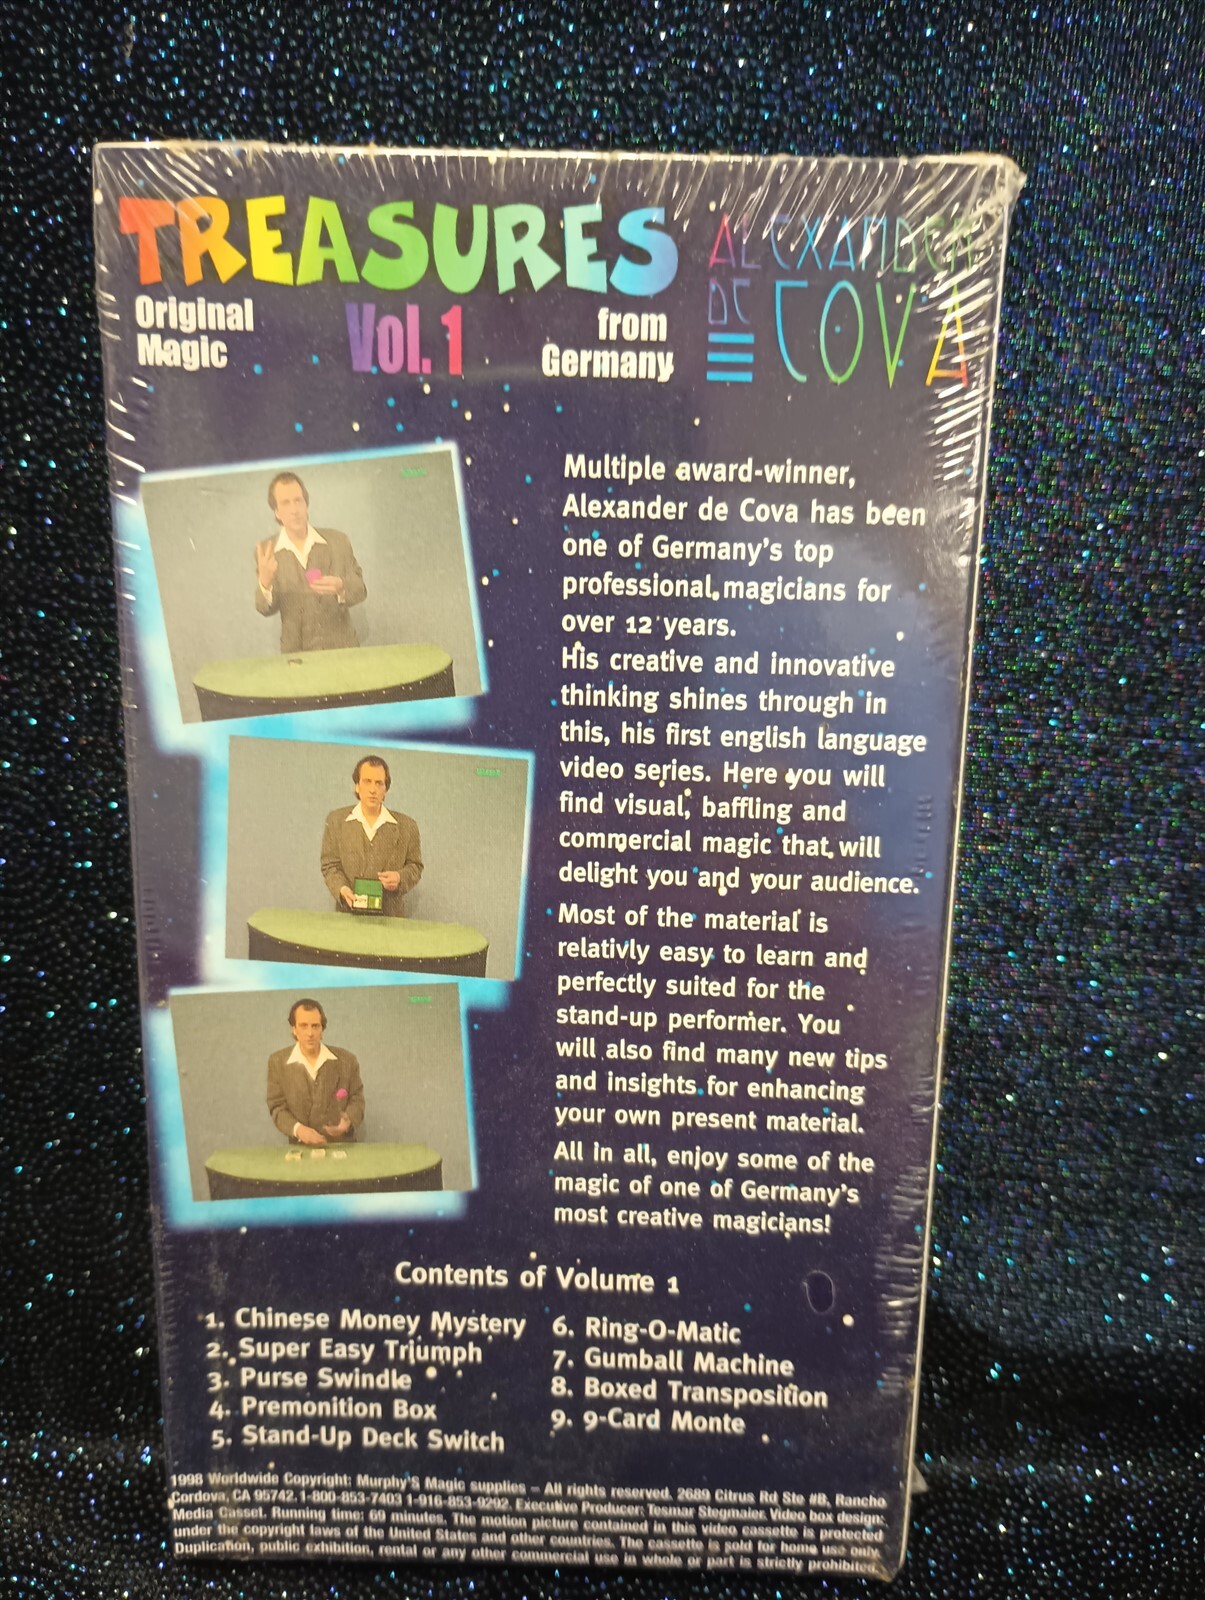 TREASURES
Original
Magic
Vol. 1
from
Germany
ALEXANDER
DE
COVA
Multiple award-winner,
Alexander de Cova has been
one of Germany's top
professional magicians for
over 12 years.
His creative and innovative
thinking shines through in
this, his first english language
video series. Here you will
find visual, baffling and
commercial magic that will
delight you and your audience.
Most of the material is
relativly easy to learn and
perfectly suited for the
stand-up performer. You
will also find many new tips
and insights for enhancing
your own present material.
All in all, enjoy some of the
magic of one of Germany's
most creative magicians!
Contents of Volume 1
1. Chinese Money Mystery
2. Super Easy Triumph
3. Purse Swindle
4. Premonition Box
5. Stand-Up Deck Switch
6. Ring-O-Matic
7. Gumball Machine
8. Boxed Transposition
9. 9-Card Monte
1998 Worldwide Copyright: Murphy'S Magic supplies – All rights reserved. 2689 Citrus Rd Ste #B, Rancho
Cordova, CA 95742. 1-800-853-7403 1-916-853-9292. Executive Producer: Tesmar Stegmaier. Video box design:
Media Casset. Running time: 69 minutes. The motion picture contained in this video cassette is protected
under the copyright laws of the United States and other countries. The cassette is sold for home use only.
Duplication, public exhibition, rental or any other commercial use in whole or part is strictly prohibited.